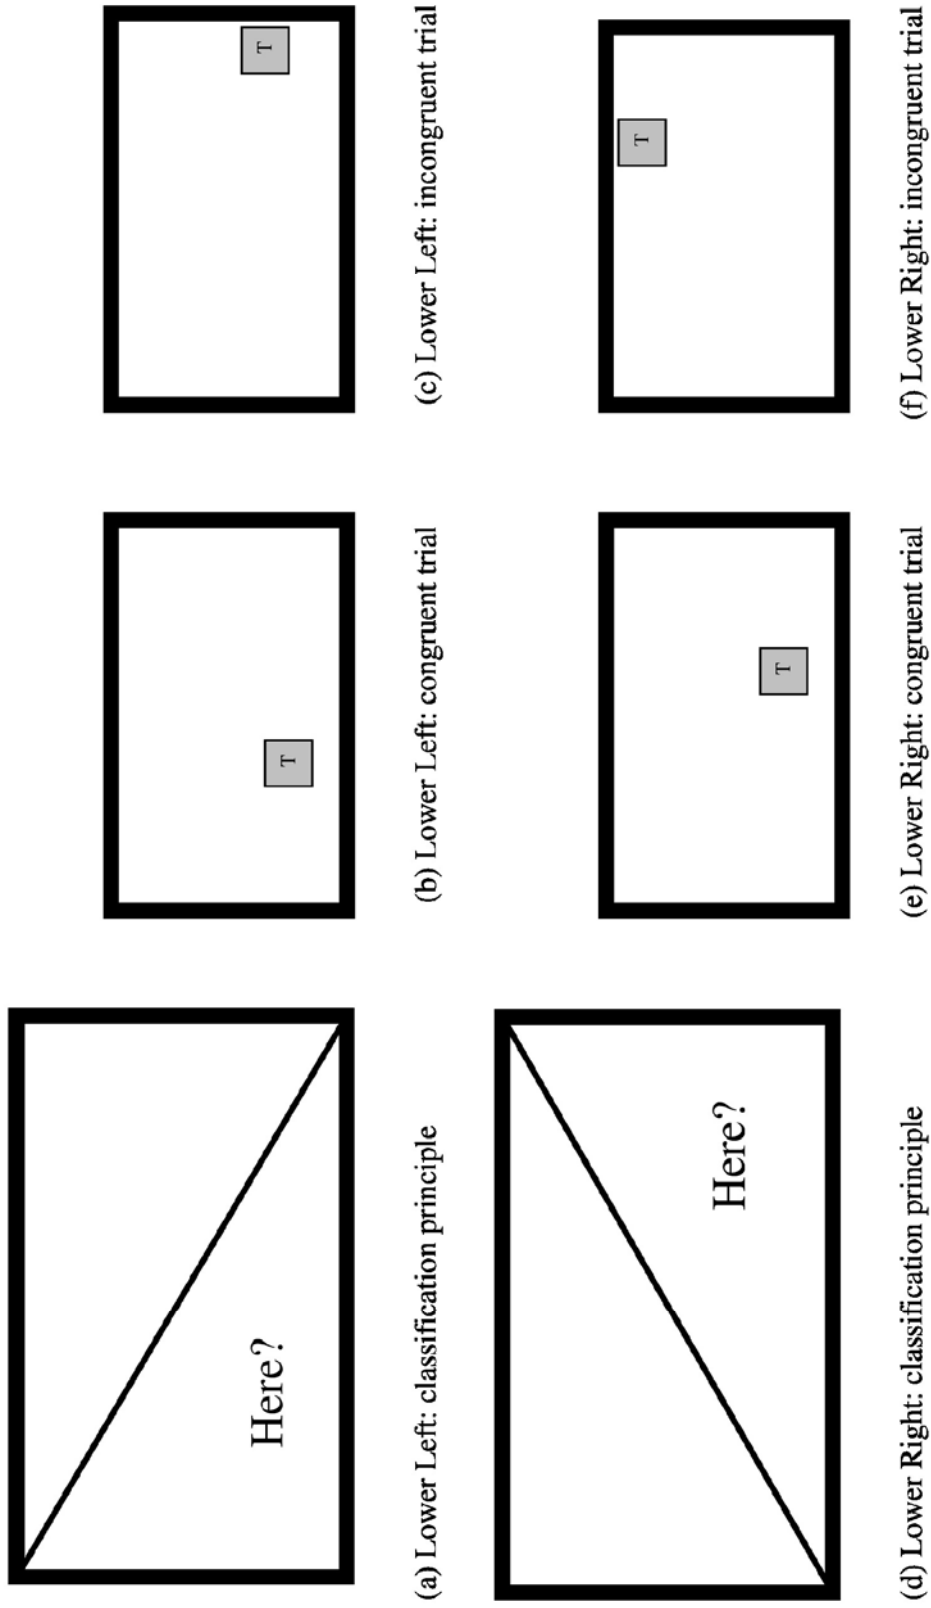 Here?
(a) Lower Left: classification principle
T
(b) Lower Left: congruent trial
T
(c) Lower Left: incongruent trial
Here?
(d) Lower Right: classification principle
T
(e) Lower Right: congruent trial
T
(f) Lower Right: incongruent trial